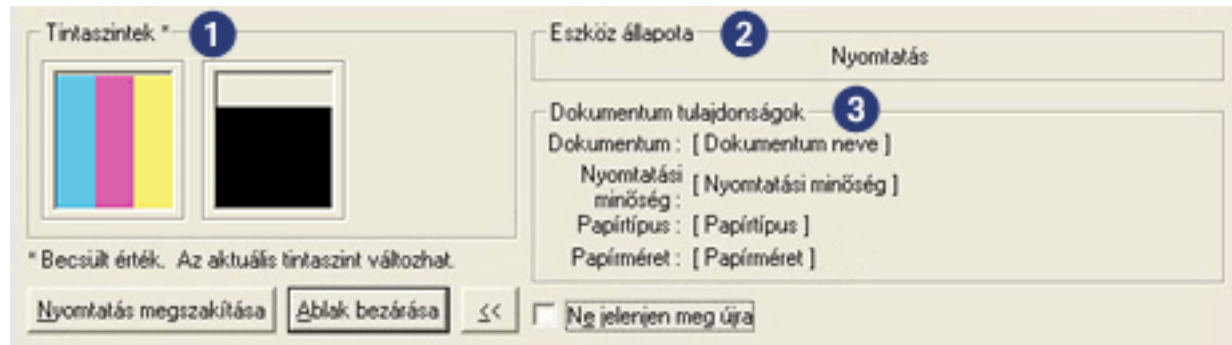 Tintaszintek * 1
* Becsült érték. Az aktuális tintaszint változhat.
Nyomtatás megszakítása
Ablak bezárása
<<
Eszköz állapota 2
Nyomtatás
Dokumentum tulajdonságok 3
Dokumentum : [ Dokumentum neve ]
Nyomtatási minőség : [ Nyomtatási minőség ]
Papírtípus : [ Papírtípus ]
Papírméret : [ Papírméret ]
Ne jelenjen meg újra